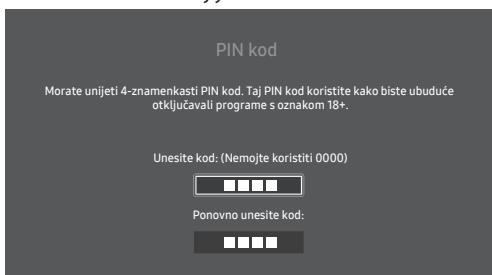 PIN kod
Morate unijeti 4-znamenkasti PIN kod. Taj PIN kod koristite kako biste ubuduće
otključavali programe s oznakom 18+.
Unesite kod: (Nemojte koristiti 0000)
Ponovno unesite kod: